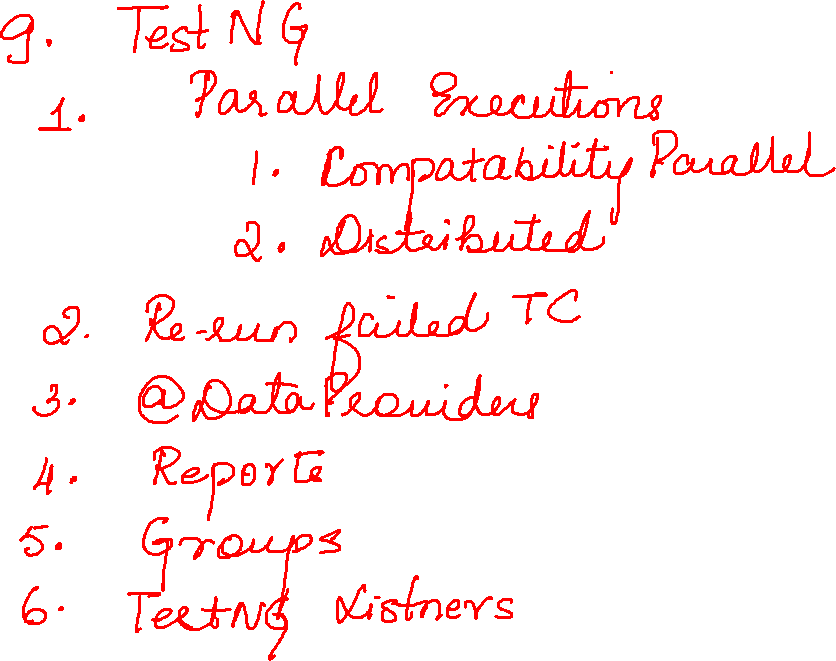 9. TestNG
1. Parallel Executions
1. Compatability Parallel
2. Distributed
2. Re-run failed TC
3. @DataProviders
4. Reports
5. Groups
6. TestNG Listners